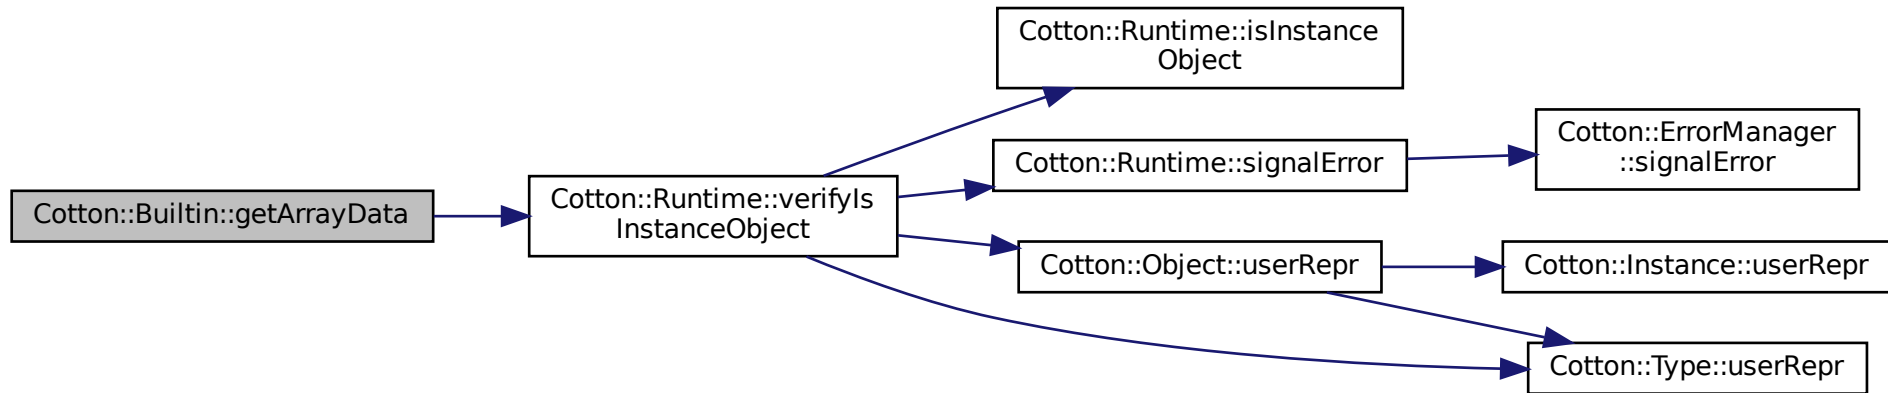 Cotton::Builtin::getArrayData
Cotton::Runtime::verifyIs
InstanceObject
Cotton::Runtime::isInstance
Object
Cotton::Runtime::signalError
Cotton::ErrorManager
::signalError
Cotton::Object::userRepr
Cotton::Instance::userRepr
Cotton::Type::userRepr